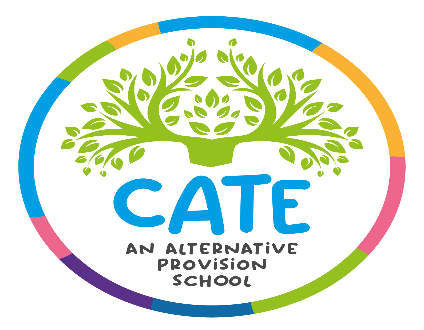 CATE
AN ALTERNATIVE
PROVISION
SCHOOL